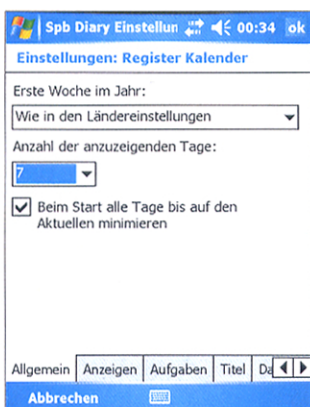 Spb Diary Einstellun 00:34 ok
Einstellungen: Register Kalender
Erste Woche im Jahr:
Wie in den Ländereinstellungen
Anzahl der anzuzeigenden Tage:
7
Beim Start alle Tage bis auf den
Aktuellen minimieren
Allgemein Anzeigen Aufgaben Titel Da
Abbrechen